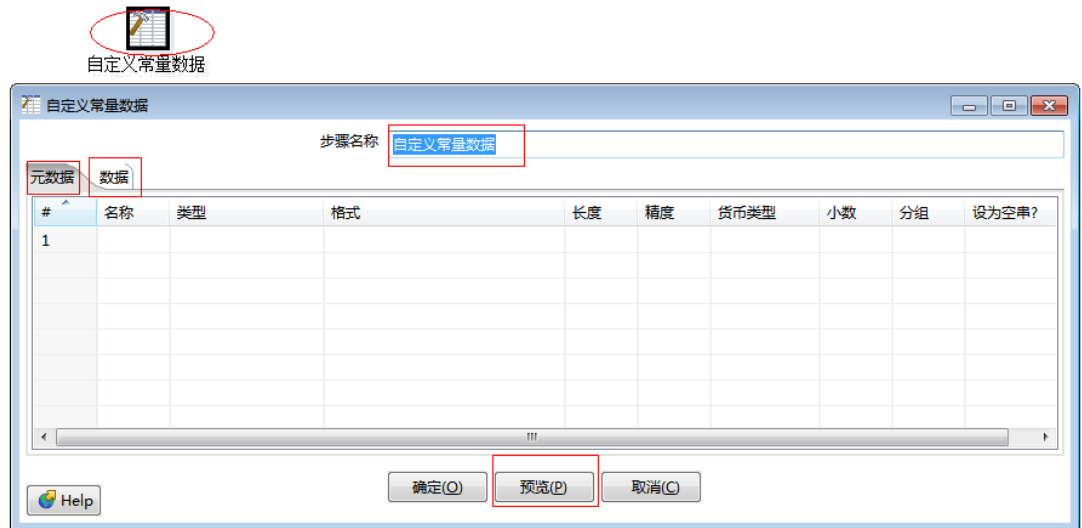 自定义常量数据
自定义常量数据
步骤名称 自定义常量数据
元数据 数据
# 名称 类型 格式 长度 精度 货币类型 小数 分组 设为空串?
1
确定(O) 预览(P) 取消(C)
Help